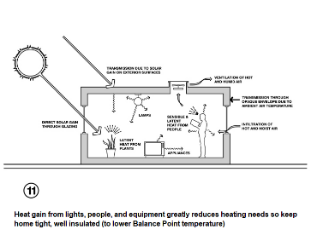 TRANSMISSION DUE TO SOLAR
GAIN ON EXTERIOR SURFACES
VENTILATION OF HOT
AND HUMID AIR
TRANSMISSION THROUGH
OPAQUE ENVELOPE DUE TO
AIR TEMPERATURE
LAMPS
SENSIBLE &
LATENT
HEAT FROM
PEOPLE
DIRECT SOLAR GAIN
THROUGH GLAZING
LATENT
HEAT FROM
PLANTS
APPLIANCES
INFILTRATION OF
HOT AND HUMID AIR
11
Heat gain from lights, people, and equipment greatly reduces heating needs so keep
home tight, well insulated (to lower Balance Point temperature)